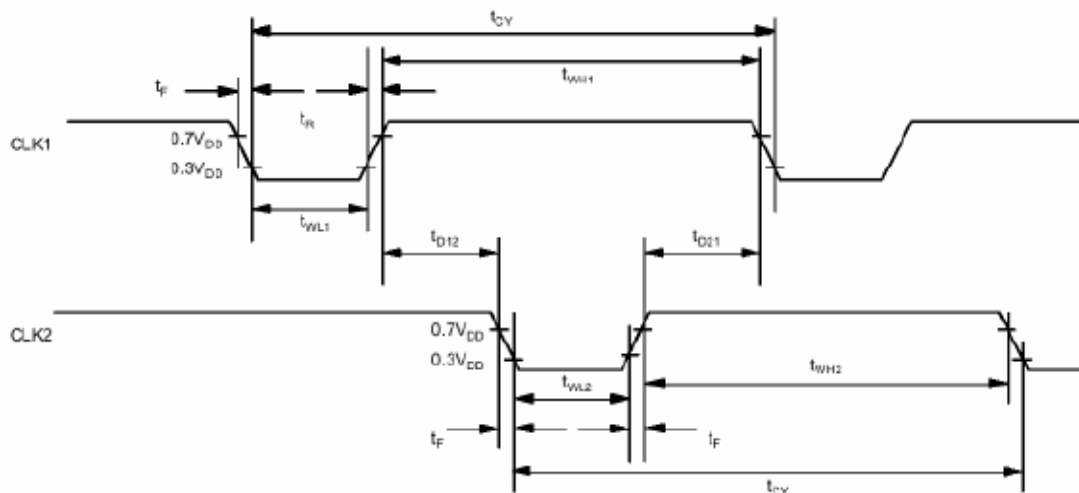 tCY
tWH1
tF
tR
CLK1
0.7VDD
0.3VDD
tWL1
tD12
tD21
CLK2
0.7VDD
0.3VDD
tWL2
tWH2
tF
tF
tCY